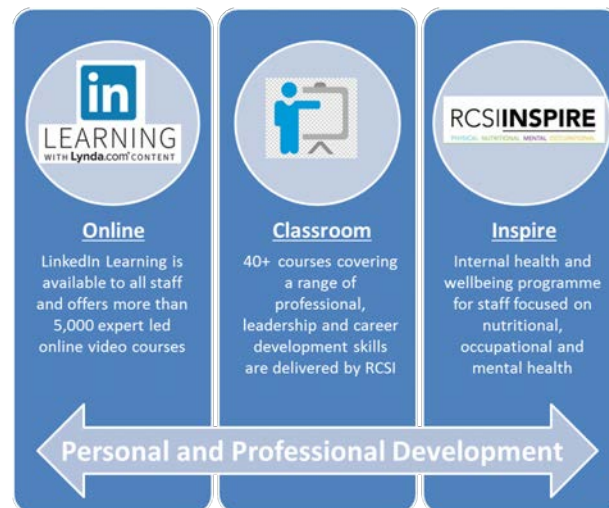 in
LEARNING
WITH Lynda.com® CONTENT
Online
LinkedIn Learning is
available to all staff
and offers more than
5,000 expert led
online video courses
Classroom
40+ courses covering
a range of
professional,
leadership and career
development skills
are delivered by RCSI
RCSIINSPIRE
PHYSICAL NUTRITIONAL MENTAL OCCUPATIONAL
Inspire
Internal health and
wellbeing programme
for staff focused on
nutritional,
occupational and
mental health
Personal and Professional Development